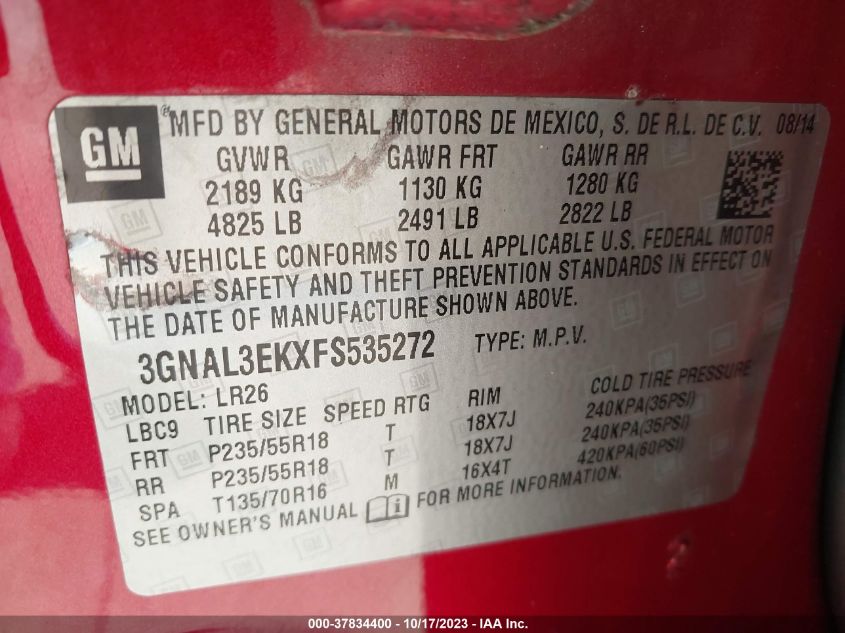 GM
® MFD BY GENERAL MOTORS DE MEXICO, S. DE R.L. DE C.V. 08/14
GVWR GAWR FRT GAWR RR
2189 KG 1130 KG 1280 KG
4825 LB 2491 LB 2822 LB
THIS VEHICLE CONFORMS TO ALL APPLICABLE U.S. FEDERAL MOTOR
VEHICLE SAFETY AND THEFT PREVENTION STANDARDS IN EFFECT ON
THE DATE OF MANUFACTURE SHOWN ABOVE.
3GNAL3EKXFS535272 TYPE: M.P.V.
MODEL: LR26
LBC9 TIRE SIZE SPEED RTG RIM COLD TIRE PRESSURE
FRT P235/55R18 T 18X7J 240KPA(35PSI)
RR P235/55R18 T 18X7J 240KPA(35PSI)
SPA T135/70R16 M 16X4T 420KPA(60PSI)
SEE OWNER'S MANUAL FOR MORE INFORMATION.
000-37834400 - 10/17/2023 - IAA Inc.